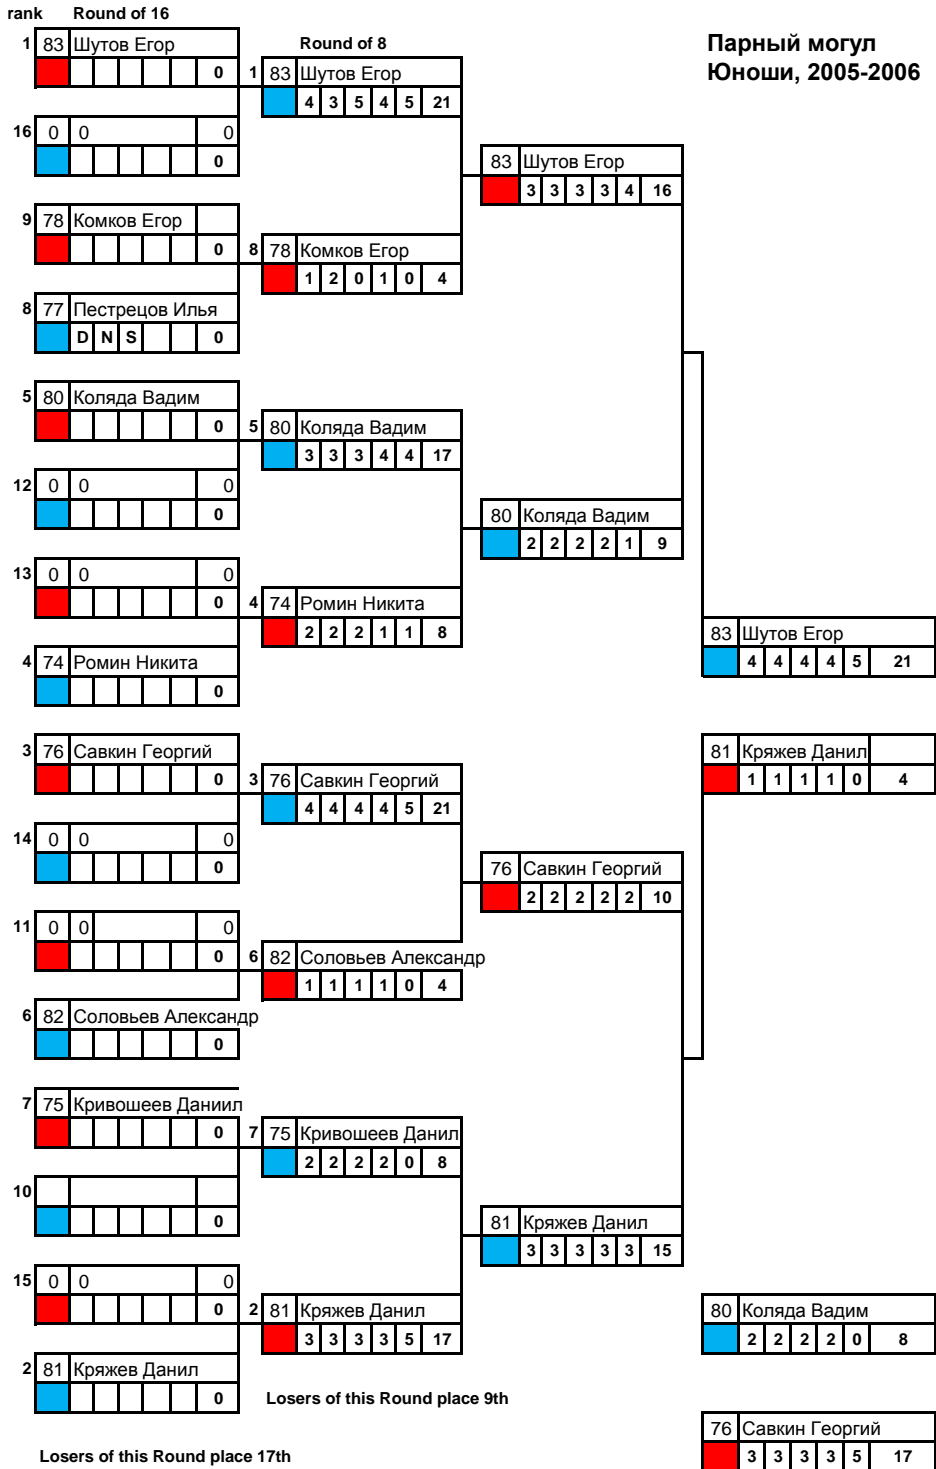 rank Round of 16
1 83 Шутов Егор
0
Round of 8
1 83 Шутов Егор
4 3 5 4 5 21
Парный могул
Юноши, 2005-2006
16 0 0 0
0
83 Шутов Егор
3 3 3 3 4 16
9 78 Комков Егор
0
8 78 Комков Егор
1 2 0 1 0 4
8 77 Пестрецов Илья
D N S 0
5 80 Коляда Вадим
0
5 80 Коляда Вадим
3 3 3 4 4 17
12 0 0 0
0
80 Коляда Вадим
2 2 2 2 1 9
13 0 0 0
0
4 74 Ромин Никита
2 2 2 1 1 8
83 Шутов Егор
4 4 4 4 5 21
4 74 Ромин Никита
0
3 76 Савкин Георгий
0
3 76 Савкин Георгий
4 4 4 4 5 21
81 Кряжев Данил
1 1 1 1 0 4
14 0 0 0
0
76 Савкин Георгий
2 2 2 2 2 10
11 0 0 0
0
6 82 Соловьев Александр
1 1 1 1 0 4
6 82 Соловьев Александр
0
7 75 Кривошеев Даниил
0
7 75 Кривошеев Данил
2 2 2 2 0 8
10
0
81 Кряжев Данил
3 3 3 3 3 15
15 0 0 0
0
2 81 Кряжев Данил
3 3 3 3 5 17
80 Коляда Вадим
2 2 2 2 0 8
2 81 Кряжев Данил
0
Losers of this Round place 9th
76 Савкин Георгий
3 3 3 3 5 17
Losers of this Round place 17th